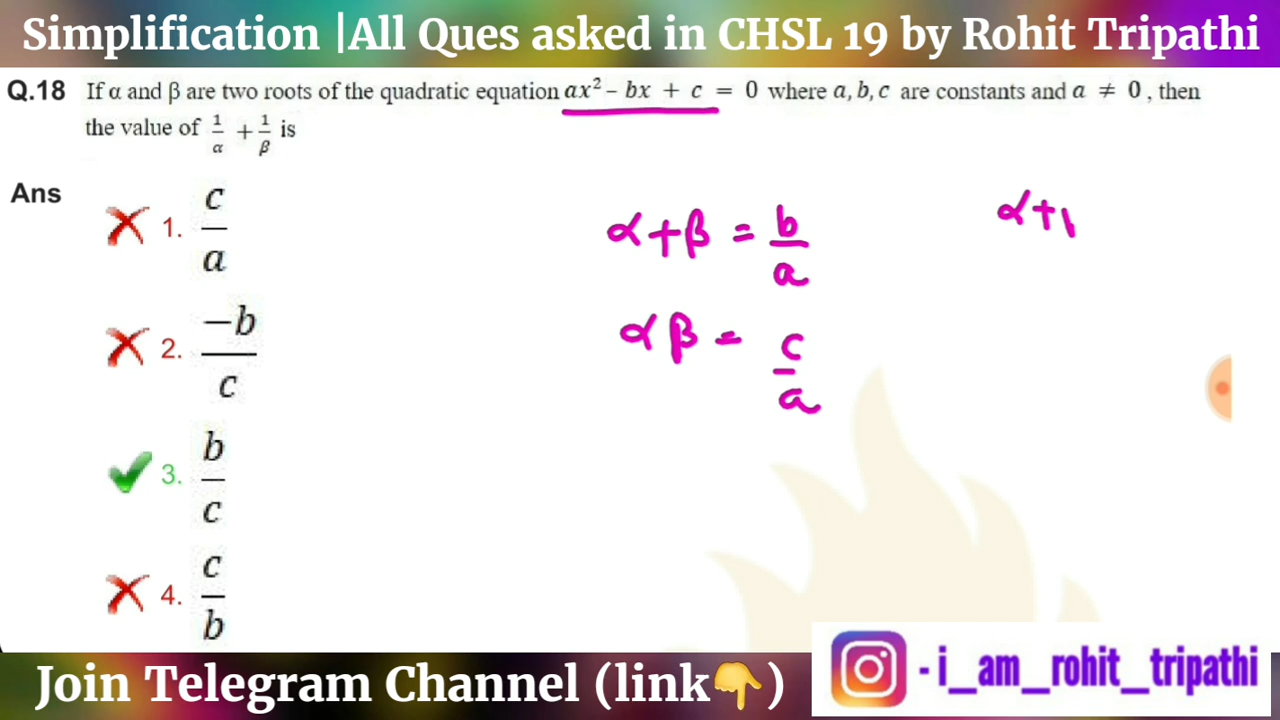 Simplification |All Ques asked in CHSL 19 by Rohit Tripathi
Q.18 If α and β are two roots of the quadratic equation ax² – bx + c = 0 where a, b, c are constants and a ≠ 0 , then
the value of 1/α + 1/β is
Ans
1. c/a
2. −b/c
3. b/c
4. c/b
α+β = b/a
αβ = c/a
α+
Join Telegram Channel (link👇)
- i_am_rohit_tripathi